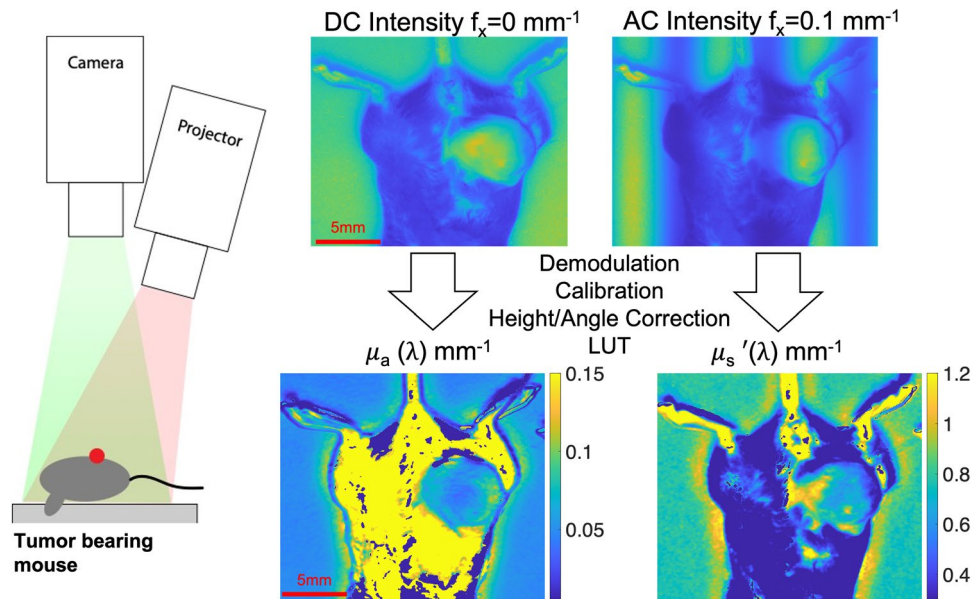 Camera
Projector
Tumor bearing
mouse
DC Intensity fₓ=0 mm⁻¹
AC Intensity fₓ=0.1 mm⁻¹
5mm
Demodulation
Calibration
Height/Angle Correction
LUT
μₐ (λ) mm⁻¹
μₛ ′(λ) mm⁻¹
0.15
0.10
0.05
5mm
1.2
1
0.8
0.6
0.4